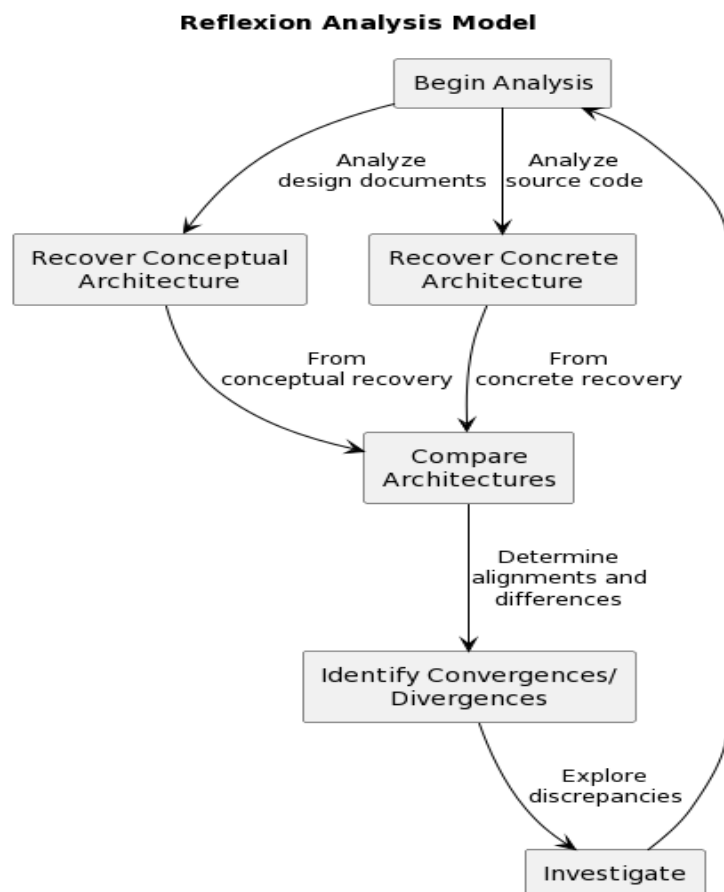 Reflexion Analysis Model
Begin Analysis
Analyze
design documents
Analyze
source code
Recover Conceptual
Architecture
Recover Concrete
Architecture
From
conceptual recovery
From
concrete recovery
Compare
Architectures
Determine
alignments and
differences
Identify Convergences/
Divergences
Explore
discrepancies
Investigate